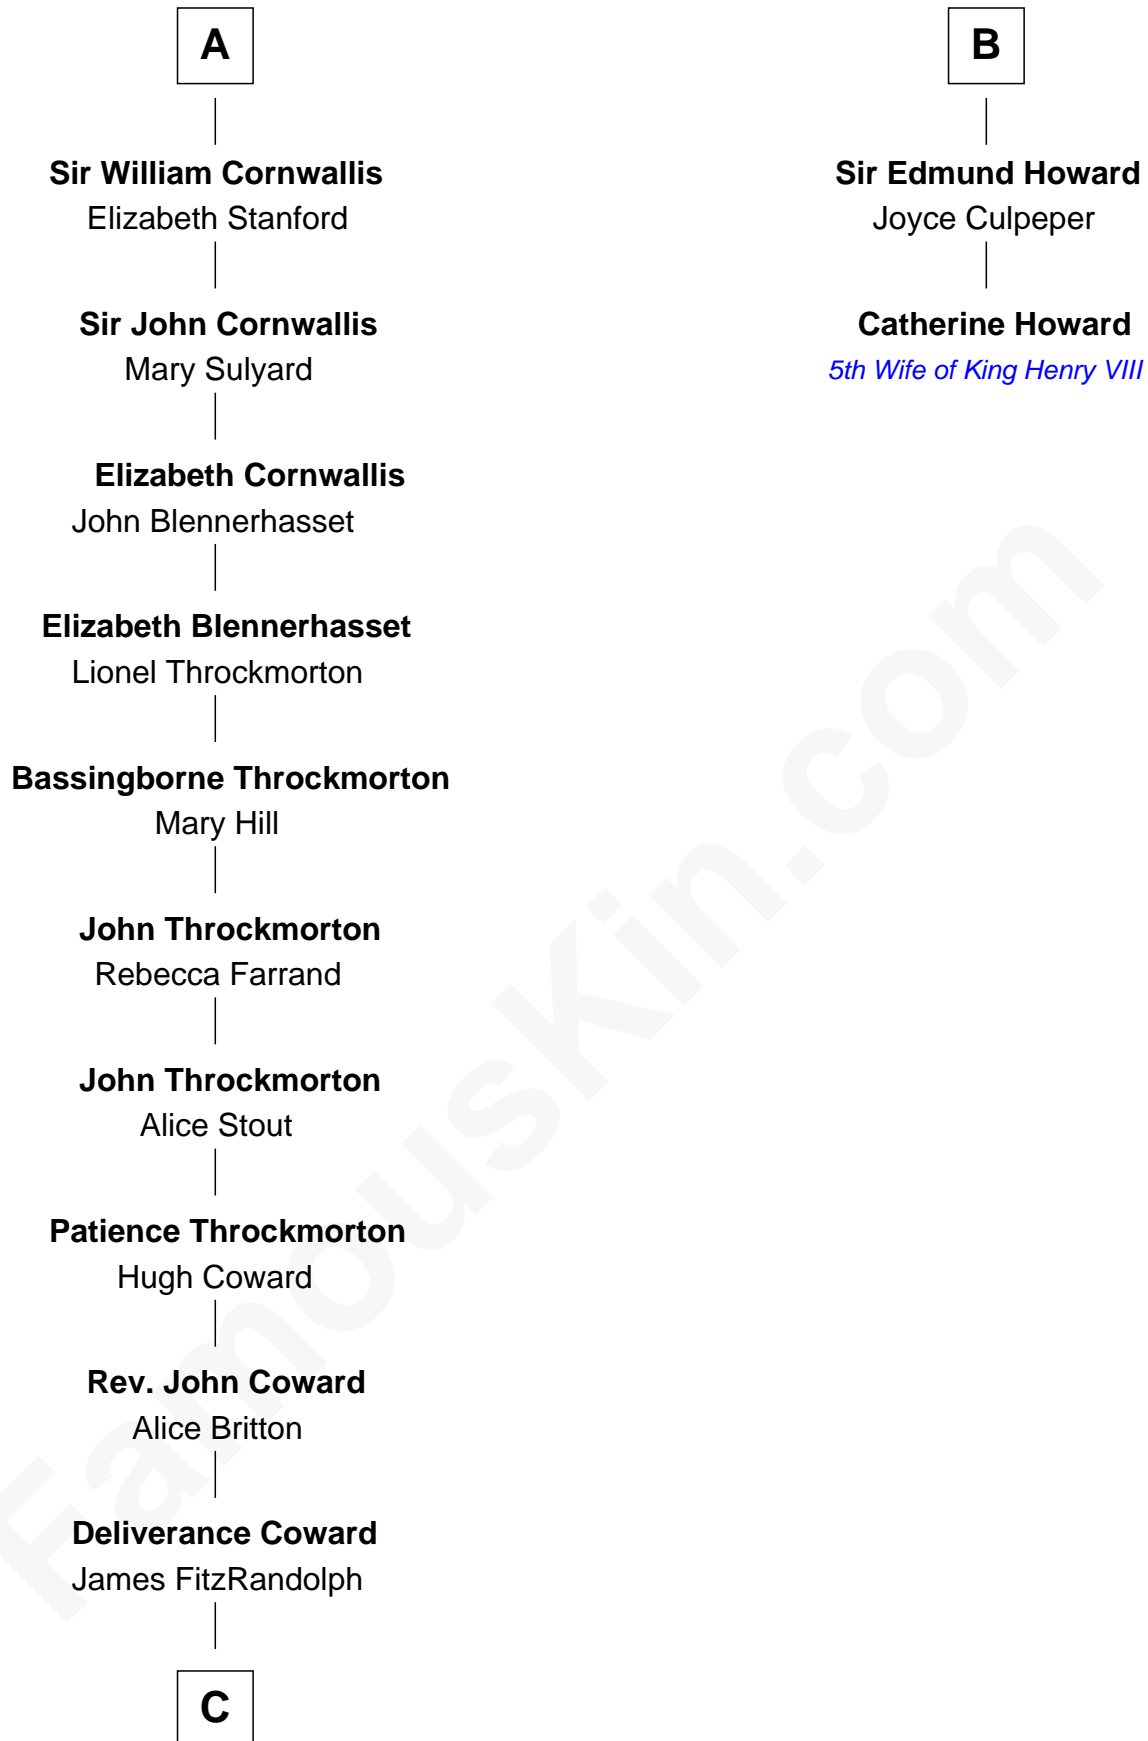 A
Sir William Cornwallis
Elizabeth Stanford
Sir John Cornwallis
Mary Sulyard
Elizabeth Cornwallis
John Blennerhasset
Elizabeth Blennerhasset
Lionel Throckmorton
Bassingborne Throckmorton
Mary Hill
John Throckmorton
Rebecca Farrand
John Throckmorton
Alice Stout
Patience Throckmorton
Hugh Coward
Rev. John Coward
Alice Britton
Deliverance Coward
James FitzRandolph
C
B
Sir Edmund Howard
Joyce Culpeper
Catherine Howard
5th Wife of King Henry VIII
FamousKin.com